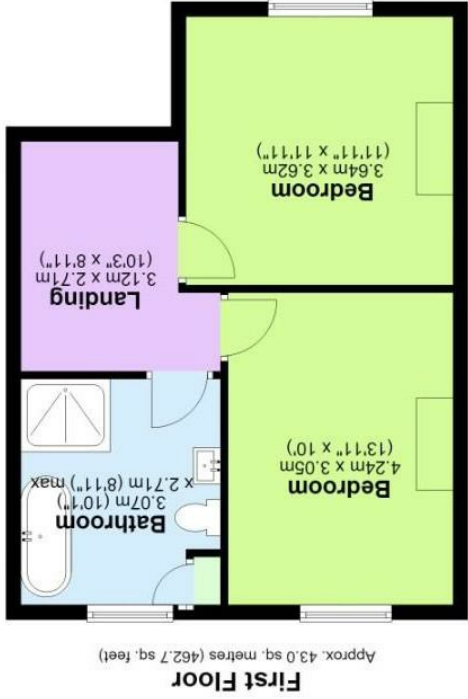 First Floor
Approx. 43.0 sq. metres (462.7 sq. feet)
Bathroom
3.07m (10'1")
x 2.71m (8'11") max
Bedroom
4.24m x 3.05m
(13'11" x 10')
Landing
3.12m x 2.71m
(10'3" x 8'11")
Bedroom
3.64m x 3.62m
(11'11" x 11'11")